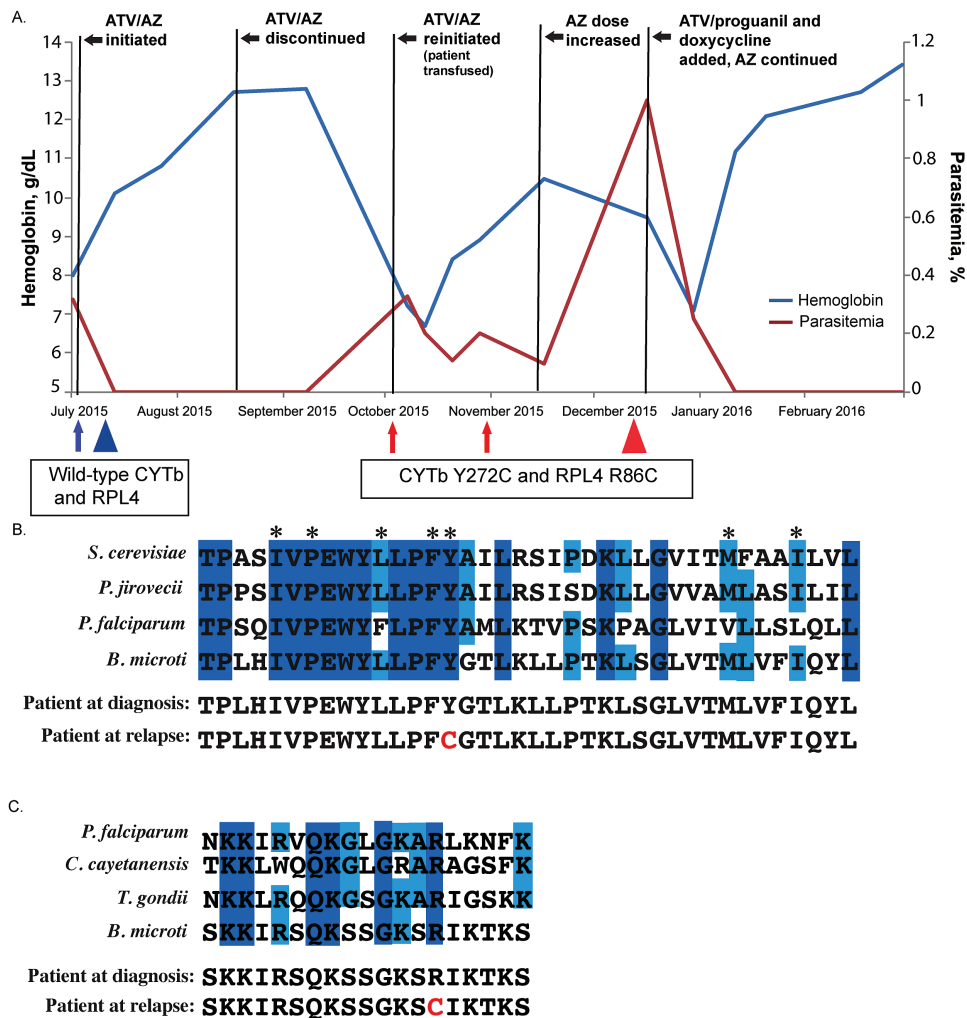 A.
ATV/AZ
initiated
ATV/AZ
discontinued
ATV/AZ
reinitiated
(patient
transfused)
AZ dose
increased
ATV/proguanil and
doxycycline
added, AZ continued
Hemoglobin, g/dL
14
13
12
11
10
9
8
7
6
5
Parasitemia, %
1.2
1
0.8
0.6
0.4
0.2
0
Hemoglobin
Parasitemia
July 2015 August 2015 September 2015 October 2015 November 2015 December 2015 January 2016 February 2016
Wild-type CYTb
and RPL4
CYTb Y272C and RPL4 R86C
B.
* * * * * * *
S. cerevisiae TPASIVPEWYLLPFYAILRSIPDKLLGVITMFAAILVL
P. jirovecii TPPSIVPEWYLLPFYAILRSISDKLLGVVAMLASILIL
P. falciparum TPSQIVPEWYFLPFYAMLKTVPSKPAGLVIVLLSLQLL
B. microti TPLHIVPEWYLLPFYGTLKLLPTKLSGLVTMLVFIQYL
Patient at diagnosis: TPLHIVPEWYLLPFYGTLKLLPTKLSGLVTMLVFIQYL
Patient at relapse: TPLHIVPEWYLLPFCGTLKLLPTKLSGLVTMLVFIQYL
C.
P. falciparum NKKIRVQKGLGKARLKNFK
C. cayetanensis TKKLWQQKGLGRARAGSFK
T. gondii NKKLRQQKGSGKARIGSKK
B. microti SKKIRSQKSSGKSRIKTKS
Patient at diagnosis: SKKIRSQKSSGKSRIKTKS
Patient at relapse: SKKIRSQKSSGKSCIKTKS